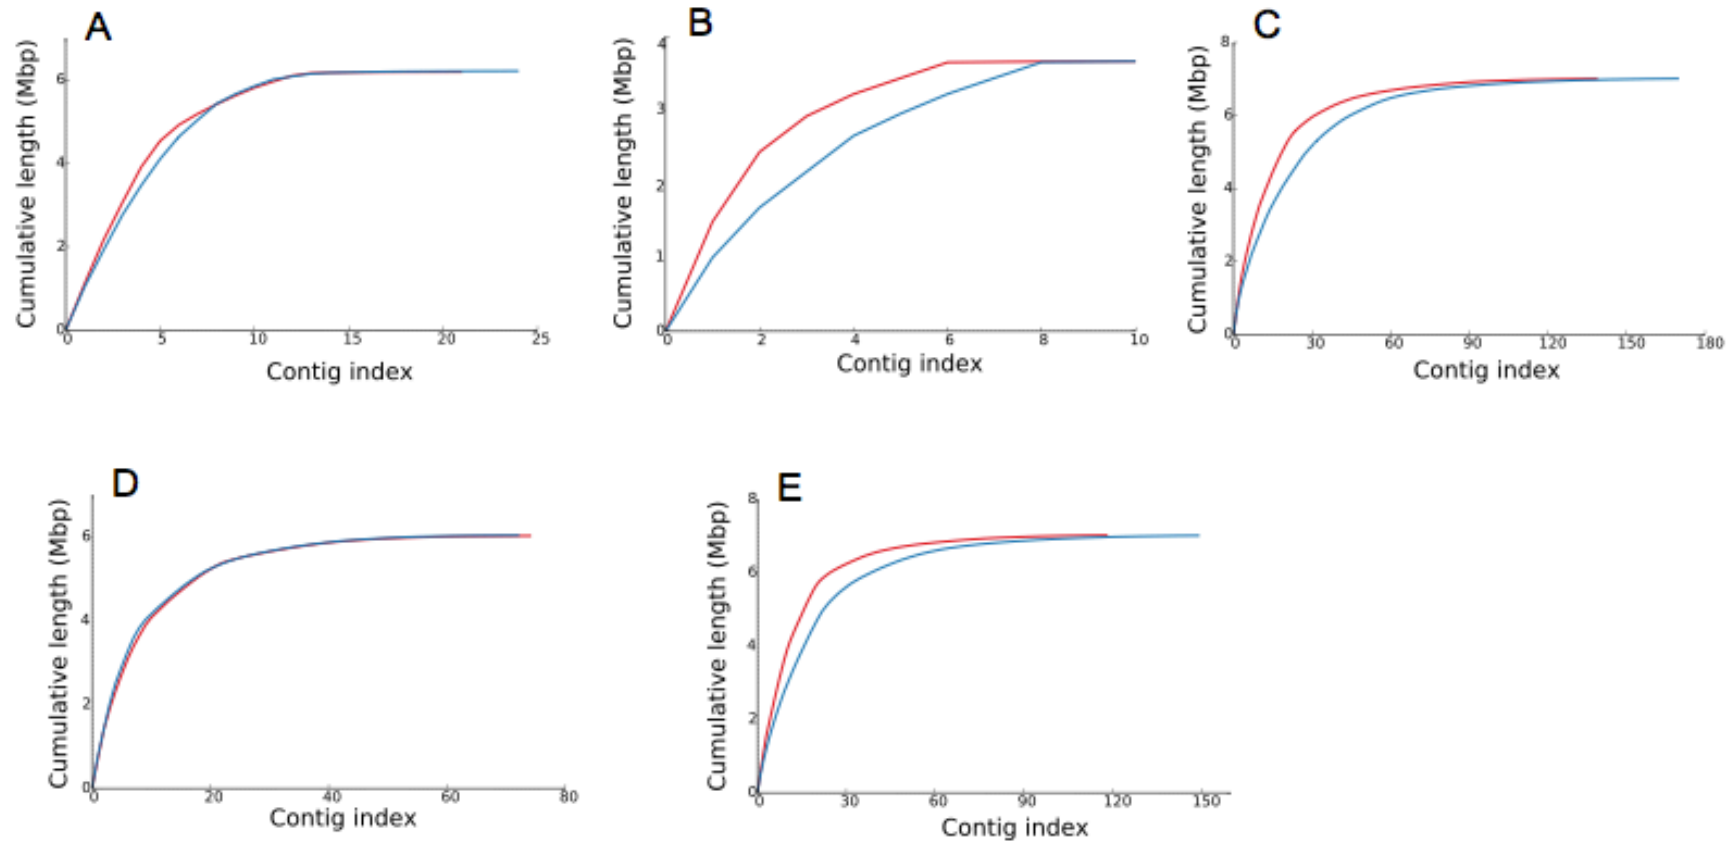 A
Cumulative length (Mbp)
6
4
2
0
0 5 10 15 20 25
Contig index
B
Cumulative length (Mbp)
4
3
2
1
0
0 2 4 6 8 10
Contig index
C
Cumulative length (Mbp)
8
6
4
2
0
0 30 60 90 120 150 180
Contig index
D
Cumulative length (Mbp)
6
4
2
0
0 20 40 60 80
Contig index
E
Cumulative length (Mbp)
8
6
4
2
0
0 30 60 90 120 150
Contig index